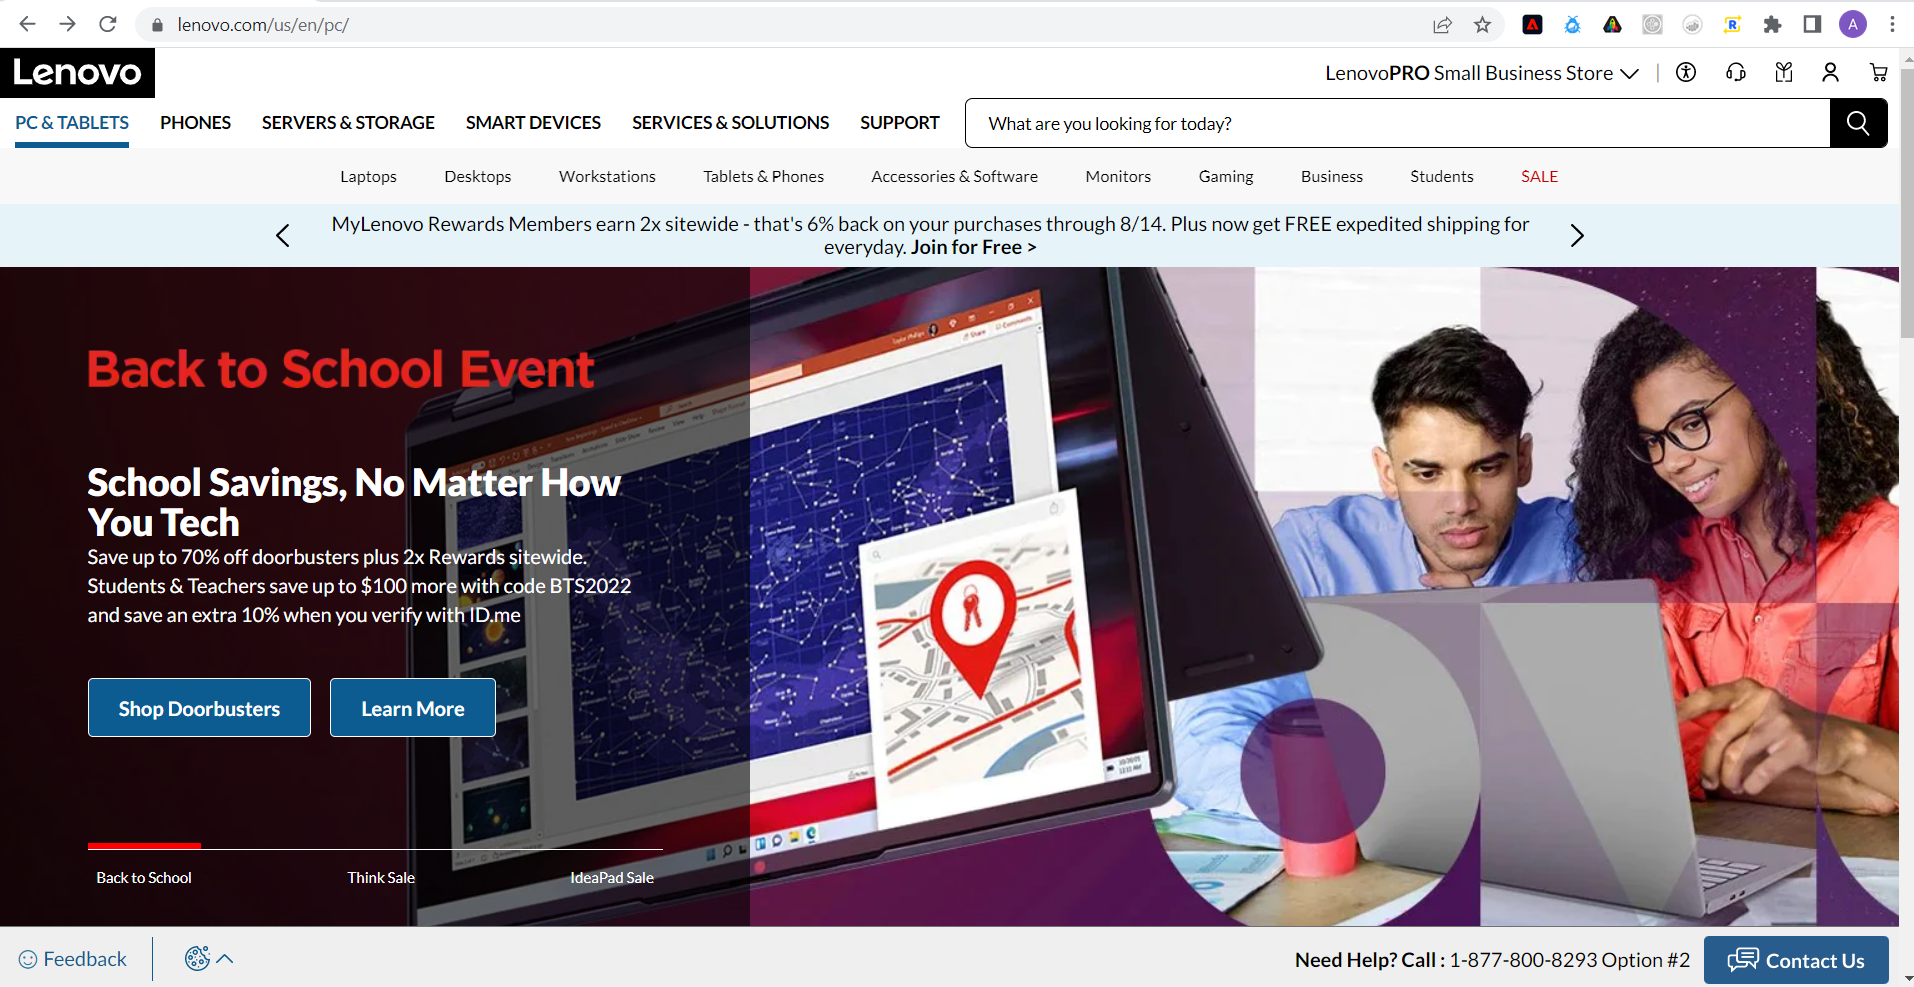 lenovo.com/us/en/pc/
A
Lenovo
LenovoPRO Small Business Store
PC & TABLETS PHONES SERVERS & STORAGE SMART DEVICES SERVICES & SOLUTIONS SUPPORT What are you looking for today?
Laptops Desktops Workstations Tablets & Phones Accessories & Software Monitors Gaming Business Students SALE
MyLenovo Rewards Members earn 2x sitewide - that's 6% back on your purchases through 8/14. Plus now get FREE expedited shipping for
everyday. Join for Free >
Back to School Event
School Savings, No Matter How
You Tech
Save up to 70% off doorbusters plus 2x Rewards sitewide.
Students & Teachers save up to $100 more with code BTS2022
and save an extra 10% when you verify with ID.me
Shop Doorbusters Learn More
Back to School Think Sale IdeaPad Sale
Feedback
Need Help? Call : 1-877-800-8293 Option #2 Contact Us